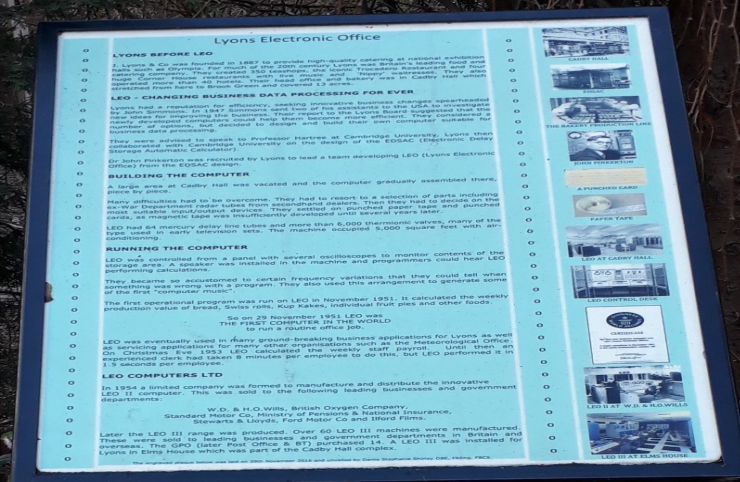 Lyons Electronic Office
LYONS BEFORE LEO
J. Lyons & Co was founded in 1887 to provide high-quality catering at national exhibition
halls such as Olympia. For much of the 20th century Lyons was Britain's leading food and
catering company. They created 250 teashops, the iconic Trocadero Restaurant and four
huge Corner House restaurants with live music and "Nippy" waitresses. They also
operated more than 40 hotels. Their head office and bakery was in Cadby Hall which
stretched from here to Brook Green and covered 13 acres.
LEO - CHANGING BUSINESS DATA PROCESSING FOR EVER
Lyons had a reputation for efficiency, seeking innovative business changes spearheaded
by John Simmons. In 1947 Simmons sent two of his assistants to the USA to investigate
new ideas for improving the business. Their report to the Lyons Board suggested that the
newly developed computers could help them become more efficient. They considered a
number of options and decided to design and build their own computer suitable for
business data processing.
They were advised to speak to Professor Hartree at Cambridge University. Lyons then
collaborated with Cambridge University on the design of the EDSAC (Electronic Delay
Storage Automatic Calculator).
Dr John Pinkerton was recruited by Lyons to lead a team developing LEO (Lyons Electronic
Office) from the EDSAC design.
BUILDING THE COMPUTER
A large area at Cadby Hall was vacated and the computer gradually assembled there,
piece by piece.
Many difficulties had to be overcome. They had to resort to a selection of parts including
ex-War Department radar tubes from secondhand dealers. Then they had to decide on the
most suitable input/output devices. They settled on punched paper tape and punched
cards, as magnetic tape was insufficiently developed until several years later.
LEO had 64 mercury delay line tubes and more than 6,000 thermionic valves, many of the
type used in early television sets. The machine occupied 5,000 square feet with air-
conditioning.
RUNNING THE COMPUTER
LEO was controlled from a panel with several oscilloscopes to monitor contents of the
storage area. A speaker was installed in the machine and programmers could hear LEO
performing calculations.
They became so accustomed to certain frequency variations that they could tell when
something was wrong with a program. They also used this arrangement to generate some
of the first "computer music".
The first operational program was run on LEO in November 1951. It calculated the weekly
production value of bread, Swiss rolls, Kup Kakes, individual fruit pies and other foods.
So on 29 November 1951 LEO was
THE FIRST COMPUTER IN THE WORLD
to run a routine office job.
LEO was eventually used in many ground-breaking business applications for Lyons as well
as servicing applications for many other organisations such as the Meteorological Office.
On Christmas Eve 1953 LEO calculated the weekly staff payroll. Until then an
experienced clerk had taken 8 minutes per employee to do this, but LEO performed it in
1.5 seconds per employee.
LEO COMPUTERS LTD
In 1954 a limited company was formed to manufacture and distribute the innovative
LEO II computer. This was sold to the following leading businesses and government
departments:
W.D. & H.O.Wills, British Oxygen Company,
Standard Motor Co, Ministry of Pensions & National Insurance,
Stewarts & Lloyds, Ford Motor Co and Ilford Films.
Later the LEO III range was produced. Over 60 LEO III machines were manufactured.
These were sold to leading businesses and government departments in Britain and
overseas. The GPO (later Post Office & BT) purchased 14. A LEO III was installed for
Lyons in Elms House which was part of the Cadby Hall complex.
CADBY HALL
EDSAC
THE BAKERY PRODUCTION LINE
JOHN PINKERTON
A PUNCHED CARD
PAPER TAPE
LEO AT CADBY HALL
LEO CONTROL DESK
CERTIFICATE
LEO II AT W.D. & H.O.WILLS
LEO III AT ELMS HOUSE